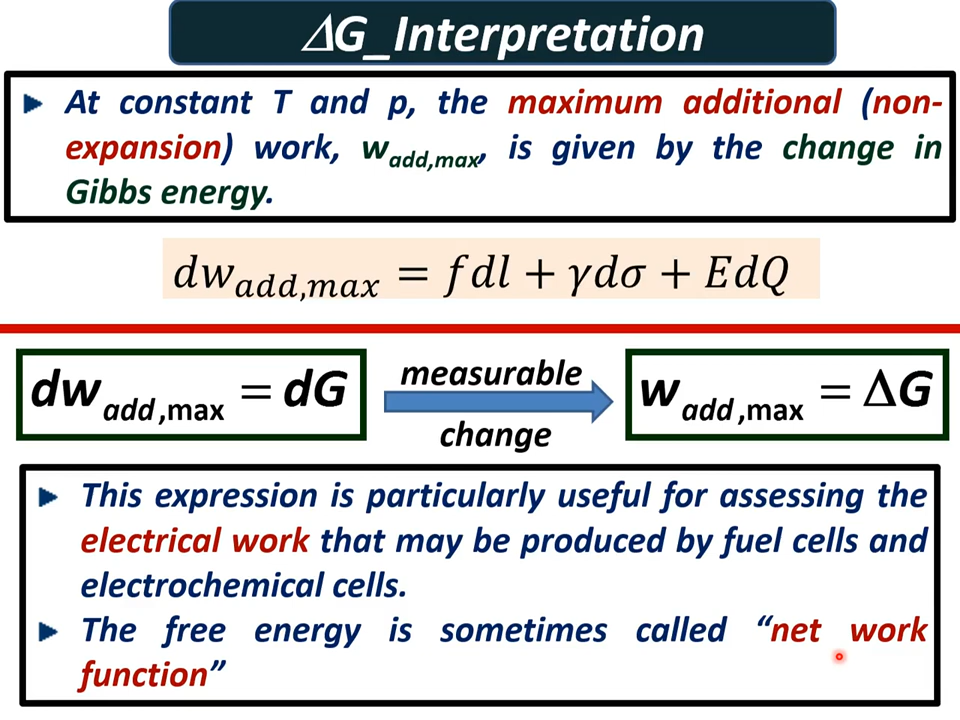 ΔG_Interpretation
At constant T and p, the maximum additional (non-
expansion) work, w_add,max, is given by the change in
Gibbs energy.
dw_add,max = fdl + γdσ + EdQ
dw_add,max = dG
measurable
change
w_add,max = ΔG
This expression is particularly useful for assessing the
electrical work that may be produced by fuel cells and
electrochemical cells.
The free energy is sometimes called “net work
function”